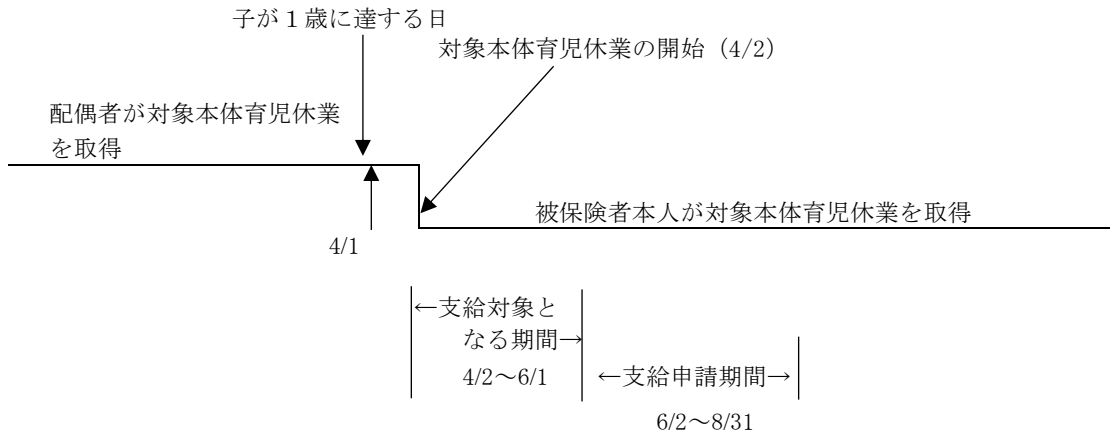 子が１歳に達する日
対象本体育児休業の開始（4/2）
配偶者が対象本体育児休業
を取得
被保険者本人が対象本体育児休業を取得
4/1
←支給対象と
なる期間→
4/2～6/1
←支給申請期間→
6/2～8/31